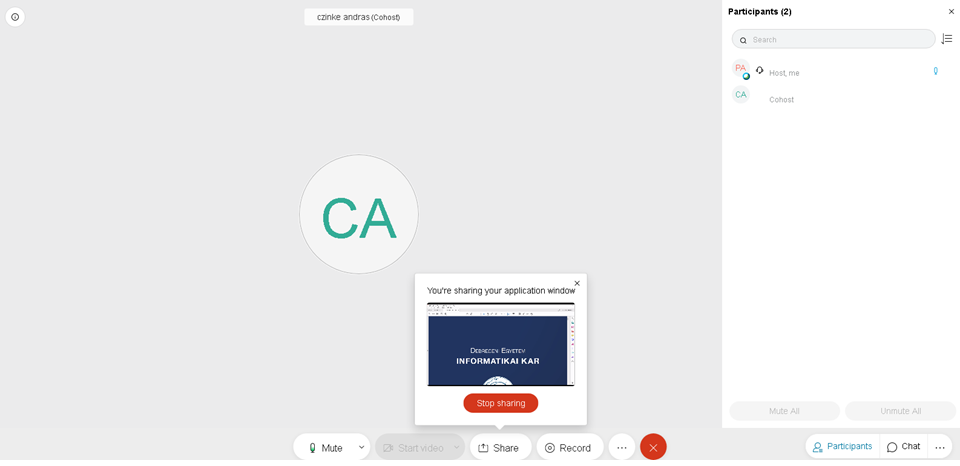 czinke andras (Cohost)
CA
You're sharing your application window
DEBRECENI EGYETEM
INFORMATIKAI KAR
Stop sharing
Mute
Start video
Share
Record
Participants (2)
Search
PA
Host, me
CA
Cohost
Mute All
Unmute All
Participants
Chat